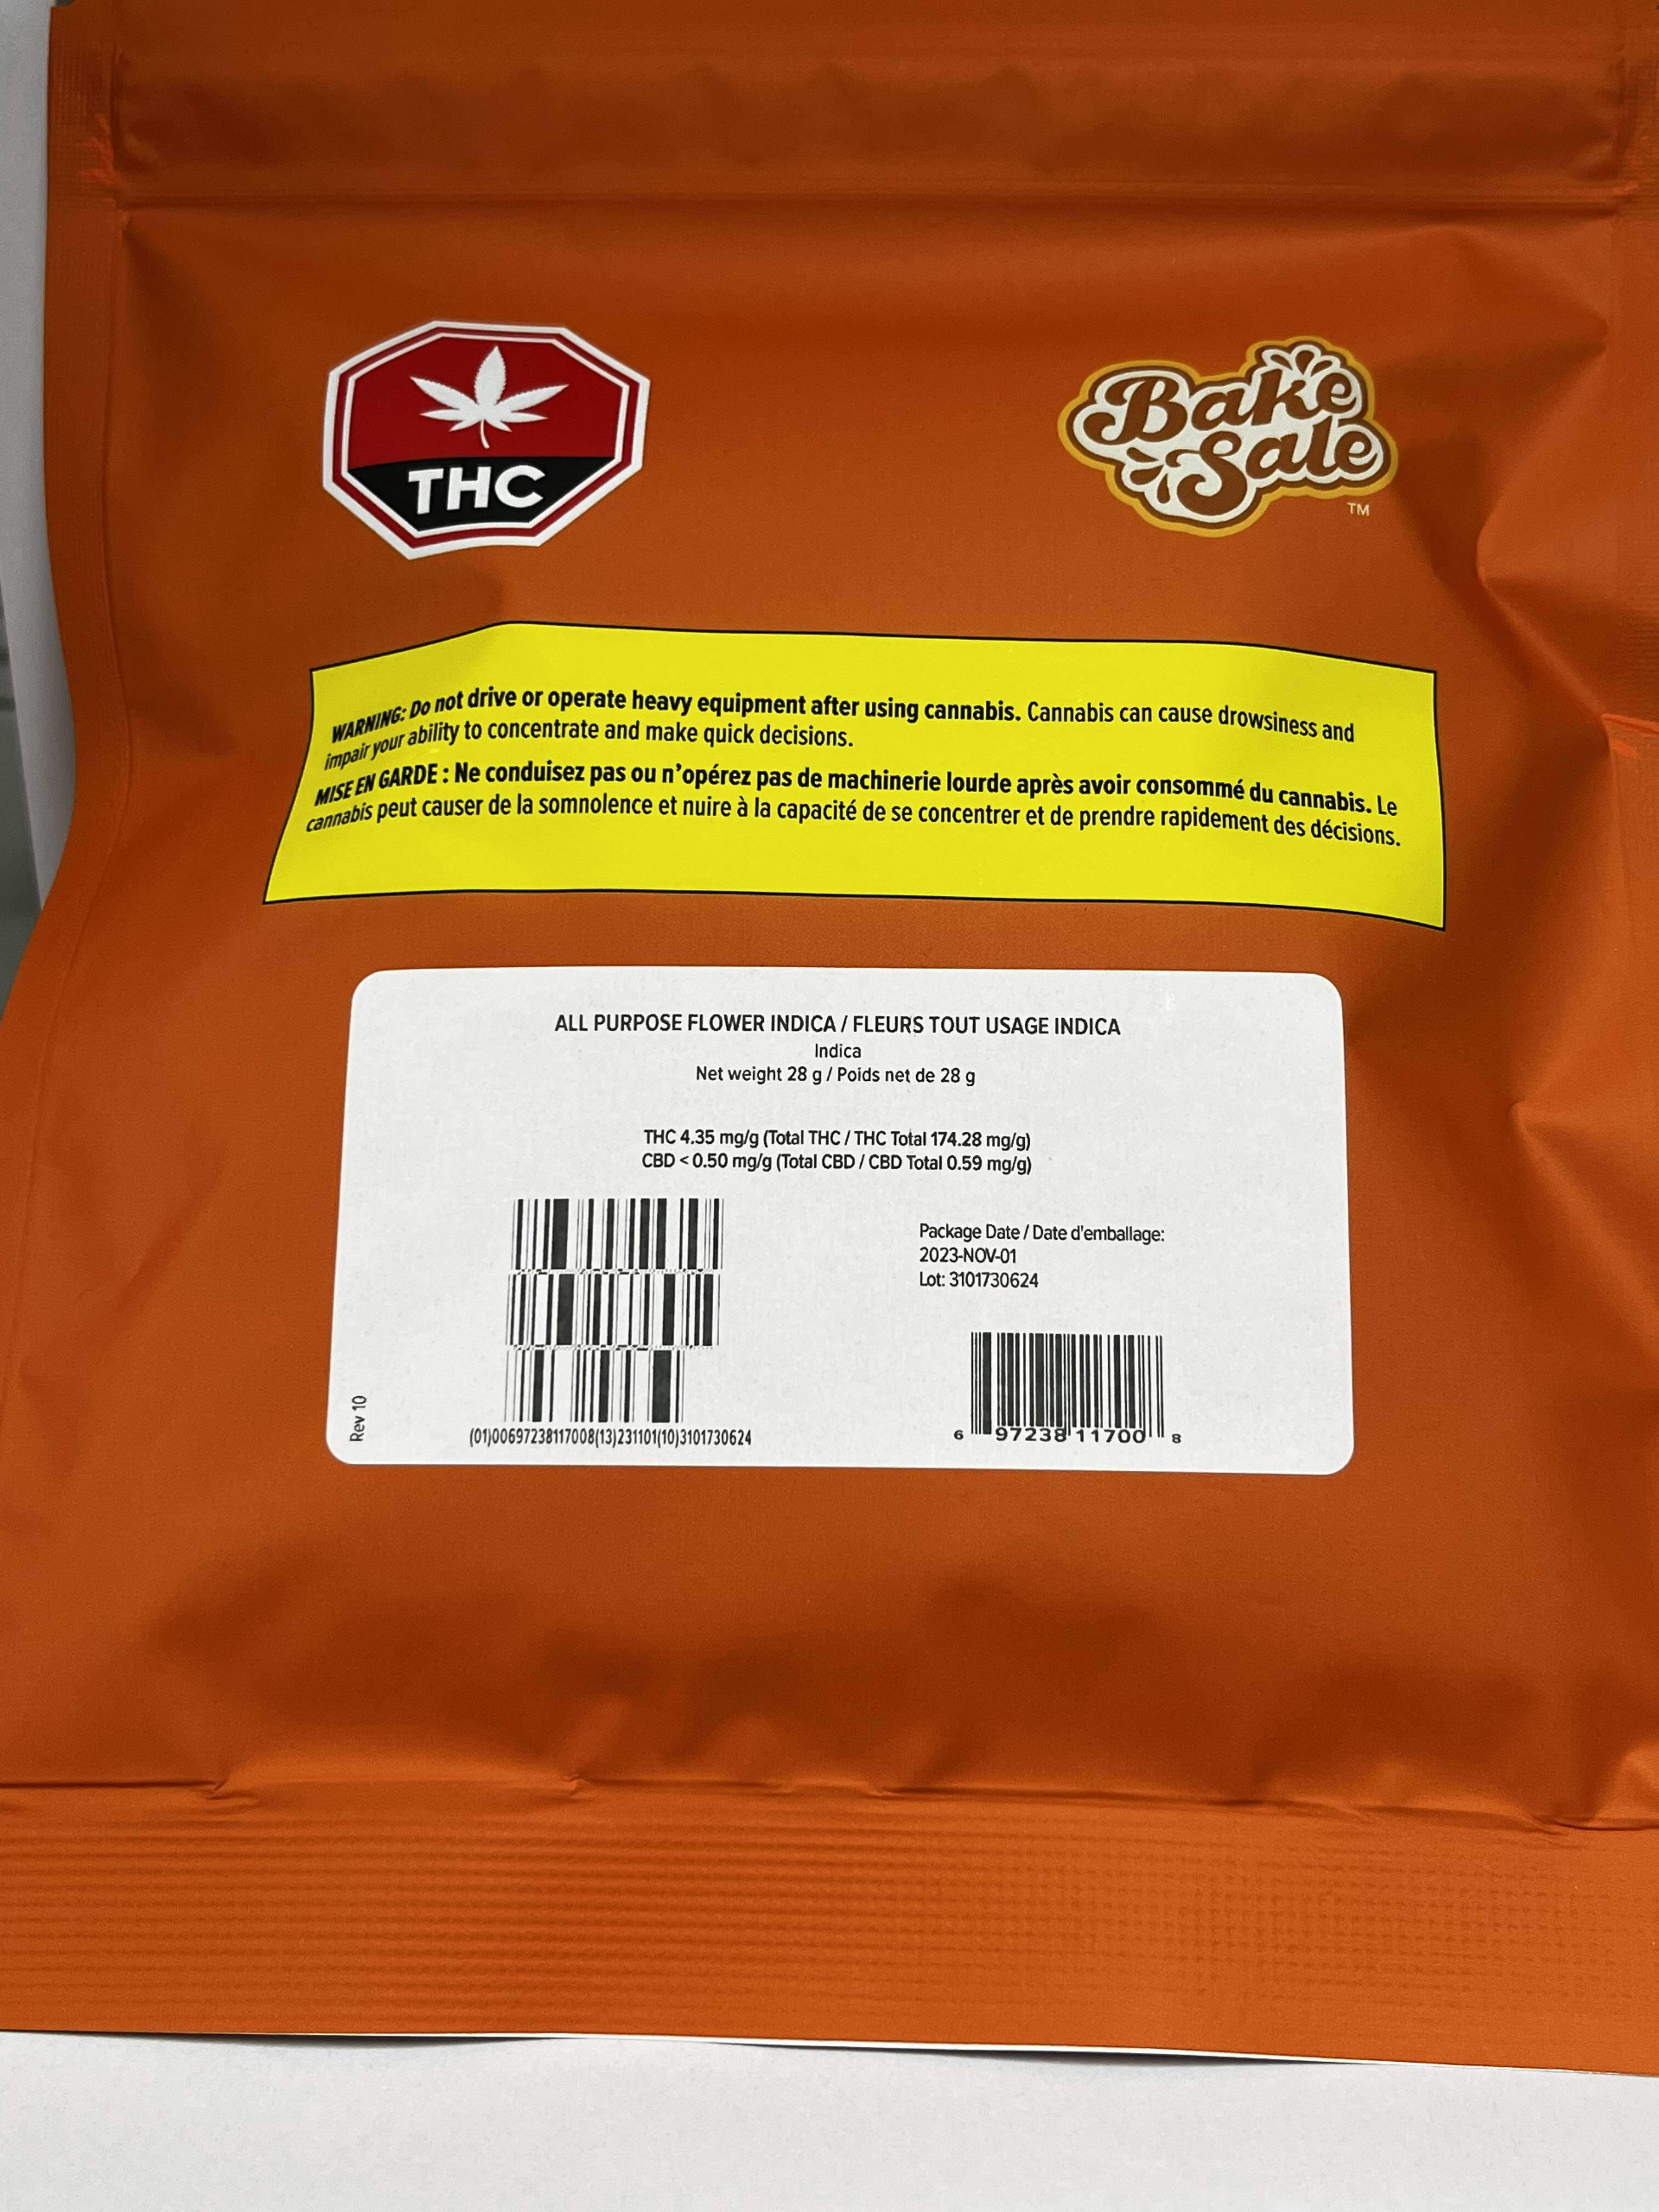 THC
Bake
Sale
TM
WARNING: Do not drive or operate heavy equipment after using cannabis. Cannabis can cause drowsiness and
impair your ability to concentrate and make quick decisions.
MISE EN GARDE : Ne conduisez pas ou n'opérez pas de machinerie lourde après avoir consommé du cannabis. Le
cannabis peut causer de la somnolence et nuire à la capacité de se concentrer et de prendre rapidement des décisions.
ALL PURPOSE FLOWER INDICA / FLEURS TOUT USAGE INDICA
Indica
Net weight 28 g / Poids net de 28 g
THC 4.35 mg/g (Total THC / THC Total 174.28 mg/g)
CBD < 0.50 mg/g (Total CBD / CBD Total 0.59 mg/g)
Package Date / Date d'emballage:
2023-NOV-01
Lot: 3101730624
Rev 10
(01)00697238117008(13)231101(10)3101730624
6 97238 11700 8